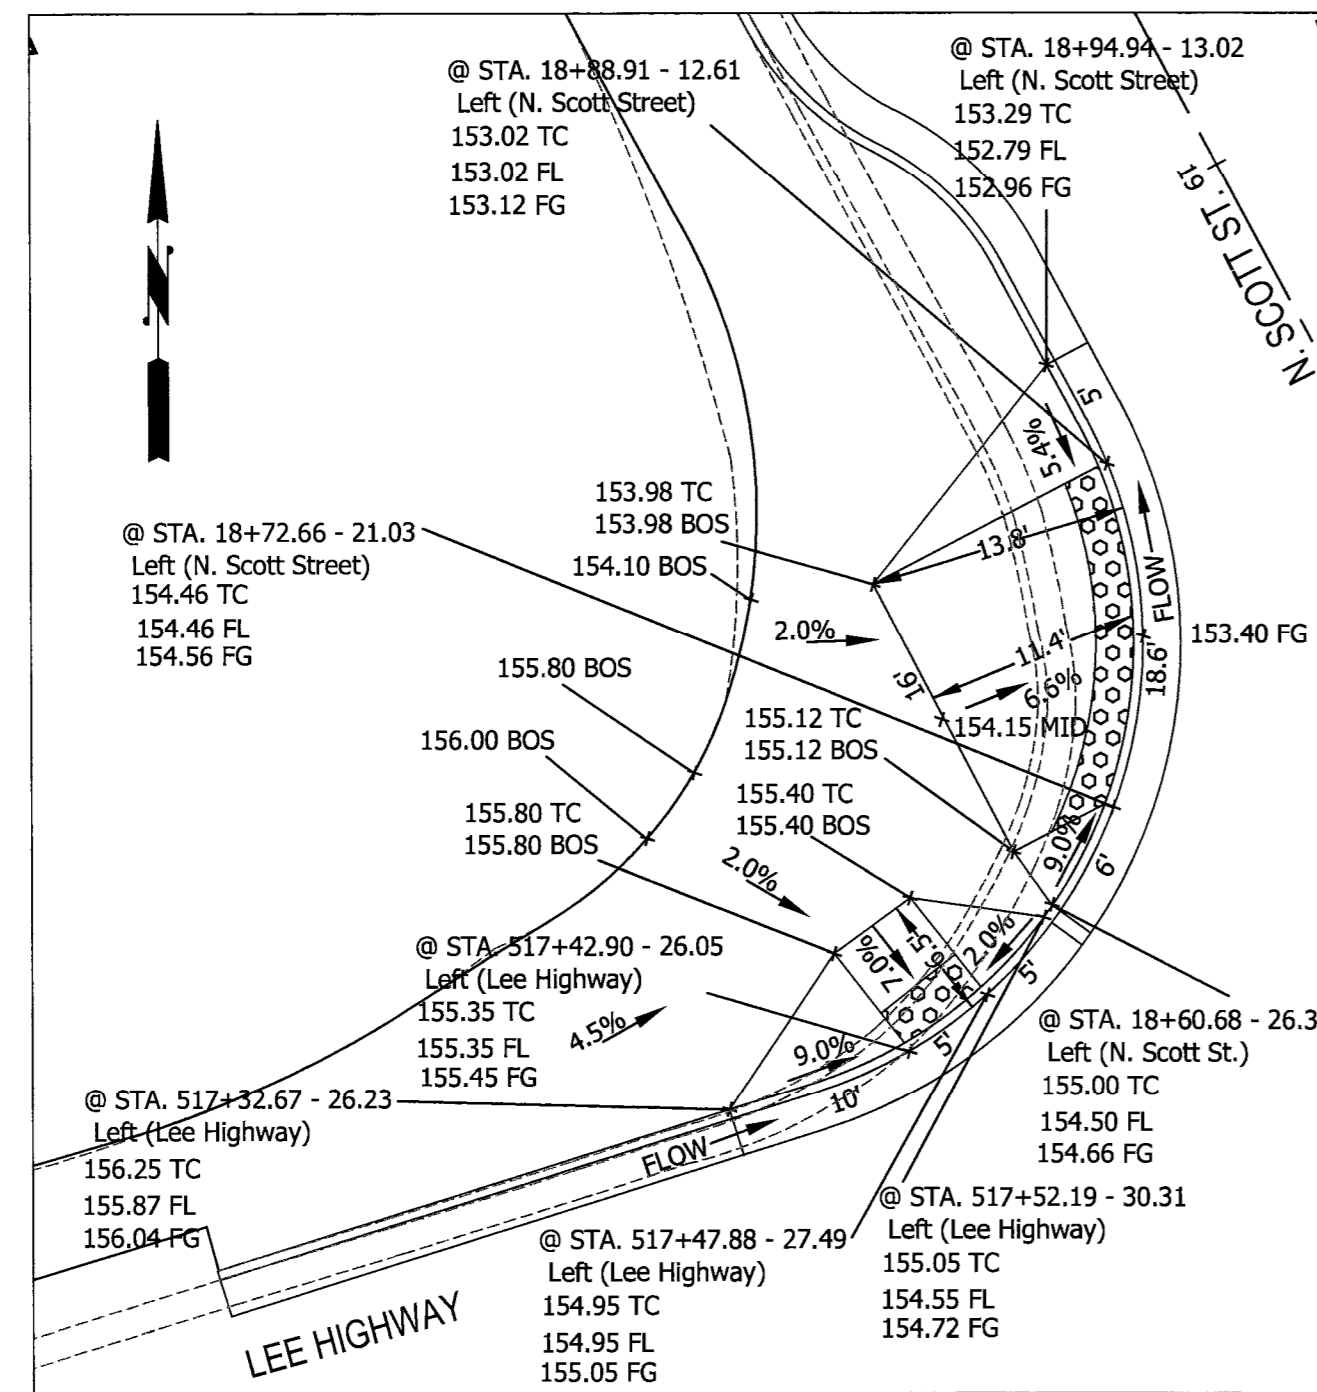 @ STA. 18+88.91 - 12.61
Left (N. Scott Street)
153.02 TC
153.02 FL
153.12 FG
@ STA. 18+94.94 - 13.02
Left (N. Scott Street)
153.29 TC
152.79 FL
152.96 FG
19
N. SCOTT ST.
N
5'
5.4%
153.98 TC
153.98 BOS
154.10 BOS
13.8'
@ STA. 18+72.66 - 21.03
Left (N. Scott Street)
154.46 TC
154.46 FL
154.56 FG
2.0%
FLOW
153.40 FG
11.4'
18.6"
16'
6.6%
155.80 BOS
154.15 MID
155.12 TC
155.12 BOS
156.00 BOS
155.40 TC
155.40 BOS
155.80 TC
155.80 BOS
9.0%
6'
2.0%
7.0%
6.5'
2.0%
5'
@ STA. 517+42.90 - 26.05
Left (Lee Highway)
155.35 TC
155.35 FL
155.45 FG
4.5%
9.0%
5'
10'
FLOW
@ STA. 18+60.68 - 26.3
Left (N. Scott St.)
155.00 TC
154.50 FL
154.66 FG
@ STA. 517+32.67 - 26.23
Left (Lee Highway)
156.25 TC
155.87 FL
156.04 FG
@ STA. 517+52.19 - 30.31
Left (Lee Highway)
155.05 TC
154.55 FL
154.72 FG
@ STA. 517+47.88 - 27.49
Left (Lee Highway)
154.95 TC
154.95 FL
155.05 FG
LEE HIGHWAY